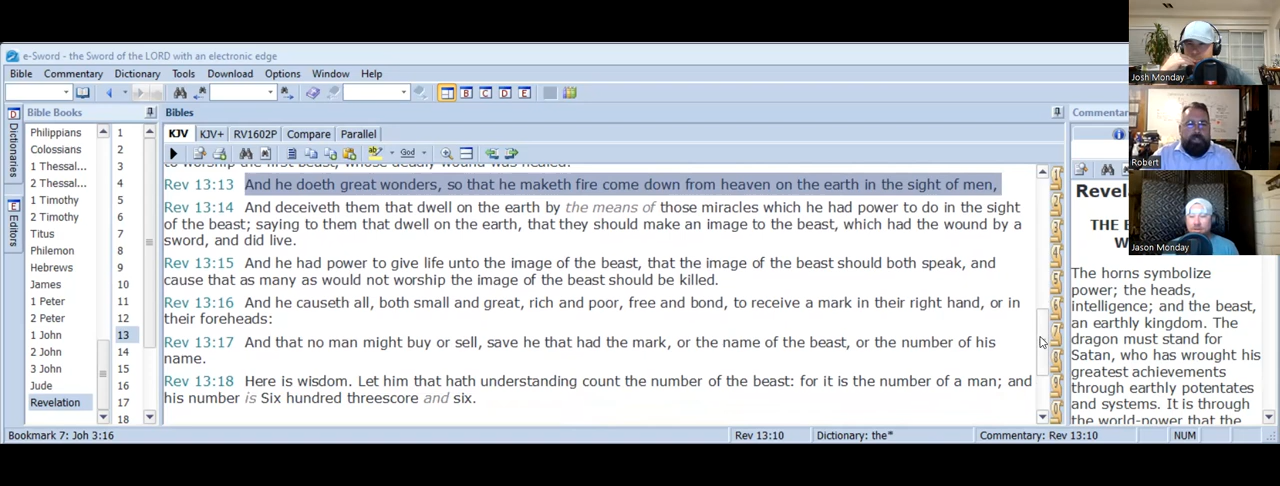 e-Sword - the Sword of the LORD with an electronic edge
Bible Commentary Dictionary Tools Download Options Window Help
B C D E
Dictionaries
Editors
Bible Books
Philippians
Colossians
1 Thessal...
2 Thessal...
1 Timothy
2 Timothy
Titus
Philemon
Hebrews
James
1 Peter
2 Peter
1 John
2 John
3 John
Jude
Revelation
1
2
3
4
5
6
7
8
9
10
11
12
13
14
15
16
17
18
Bibles
KJV KJV+ RV1602P Compare Parallel
God
to worship the first beast, whose deadly wound was healed.
Rev 13:13 And he doeth great wonders, so that he maketh fire come down from heaven on the earth in the sight of men,
Rev 13:14 And deceiveth them that dwell on the earth by the means of those miracles which he had power to do in the sight
of the beast; saying to them that dwell on the earth, that they should make an image to the beast, which had the wound by a
sword, and did live.
Rev 13:15 And he had power to give life unto the image of the beast, that the image of the beast should both speak, and
cause that as many as would not worship the image of the beast should be killed.
Rev 13:16 And he causeth all, both small and great, rich and poor, free and bond, to receive a mark in their right hand, or in
their foreheads:
Rev 13:17 And that no man might buy or sell, save he that had the mark, or the name of the beast, or the number of his
name.
Rev 13:18 Here is wisdom. Let him that hath understanding count the number of the beast: for it is the number of a man; and
his number is Six hundred threescore and six.
Commentar
Revela
THE B
W
The horns symbolize
power; the heads,
intelligence; and the beast,
an earthly kingdom. The
dragon must stand for
Satan, who has wrought his
greatest achievements
through earthly potentates
and systems. It is through
the world-power that the
Josh Monday
Robert
Jason Monday
Bookmark 7: Joh 3:16
Rev 13:10
Dictionary: the*
Commentary: Rev 13:10
NUM